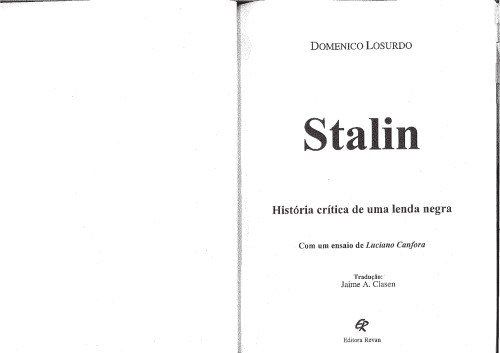 DOMENICO LOSURDO
Stalin
História crítica de uma lenda negra
Com um ensaio de Luciano Canfora
Tradução:
Jaime A. Clasen
ER
Editora Revan